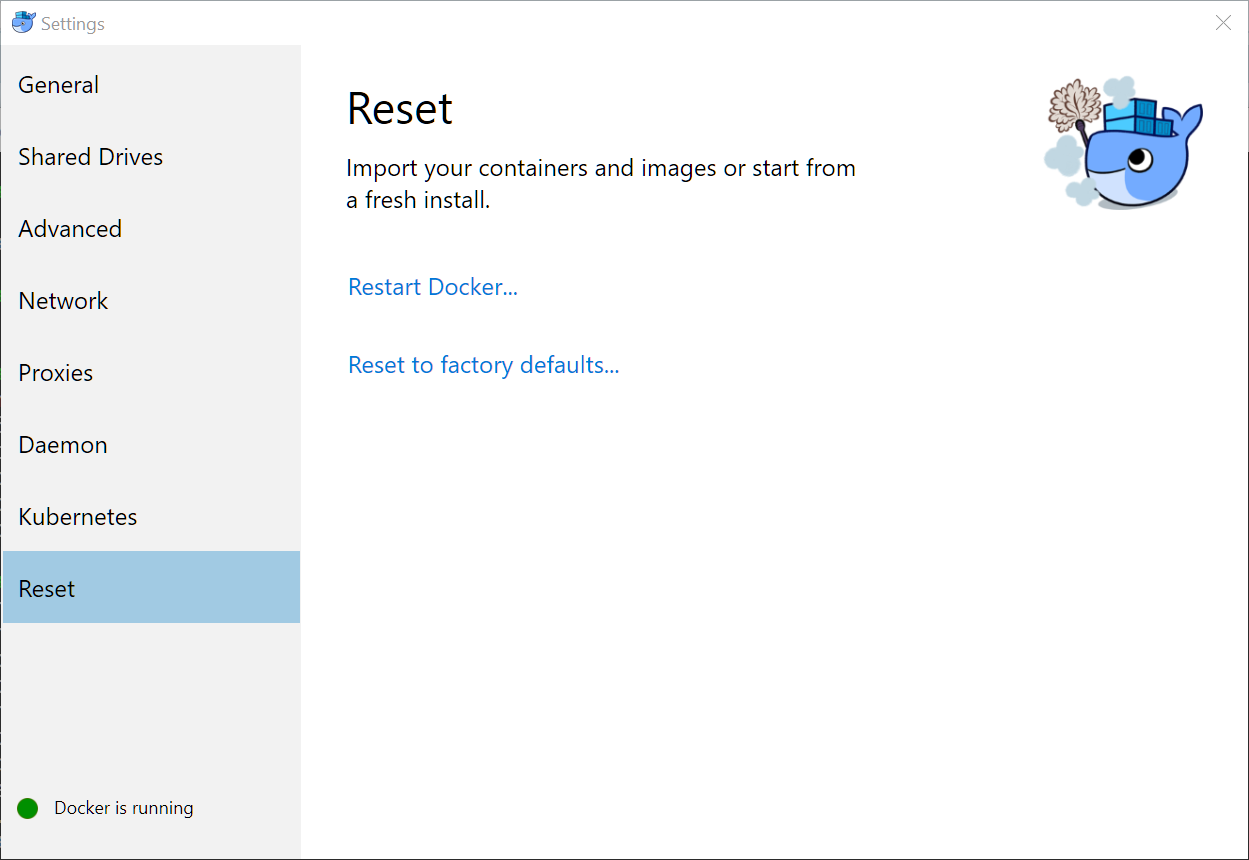 Settings
General
Shared Drives
Advanced
Network
Proxies
Daemon
Kubernetes
Reset
Docker is running
Reset
Import your containers and images or start from
a fresh install.
Restart Docker...
Reset to factory defaults...